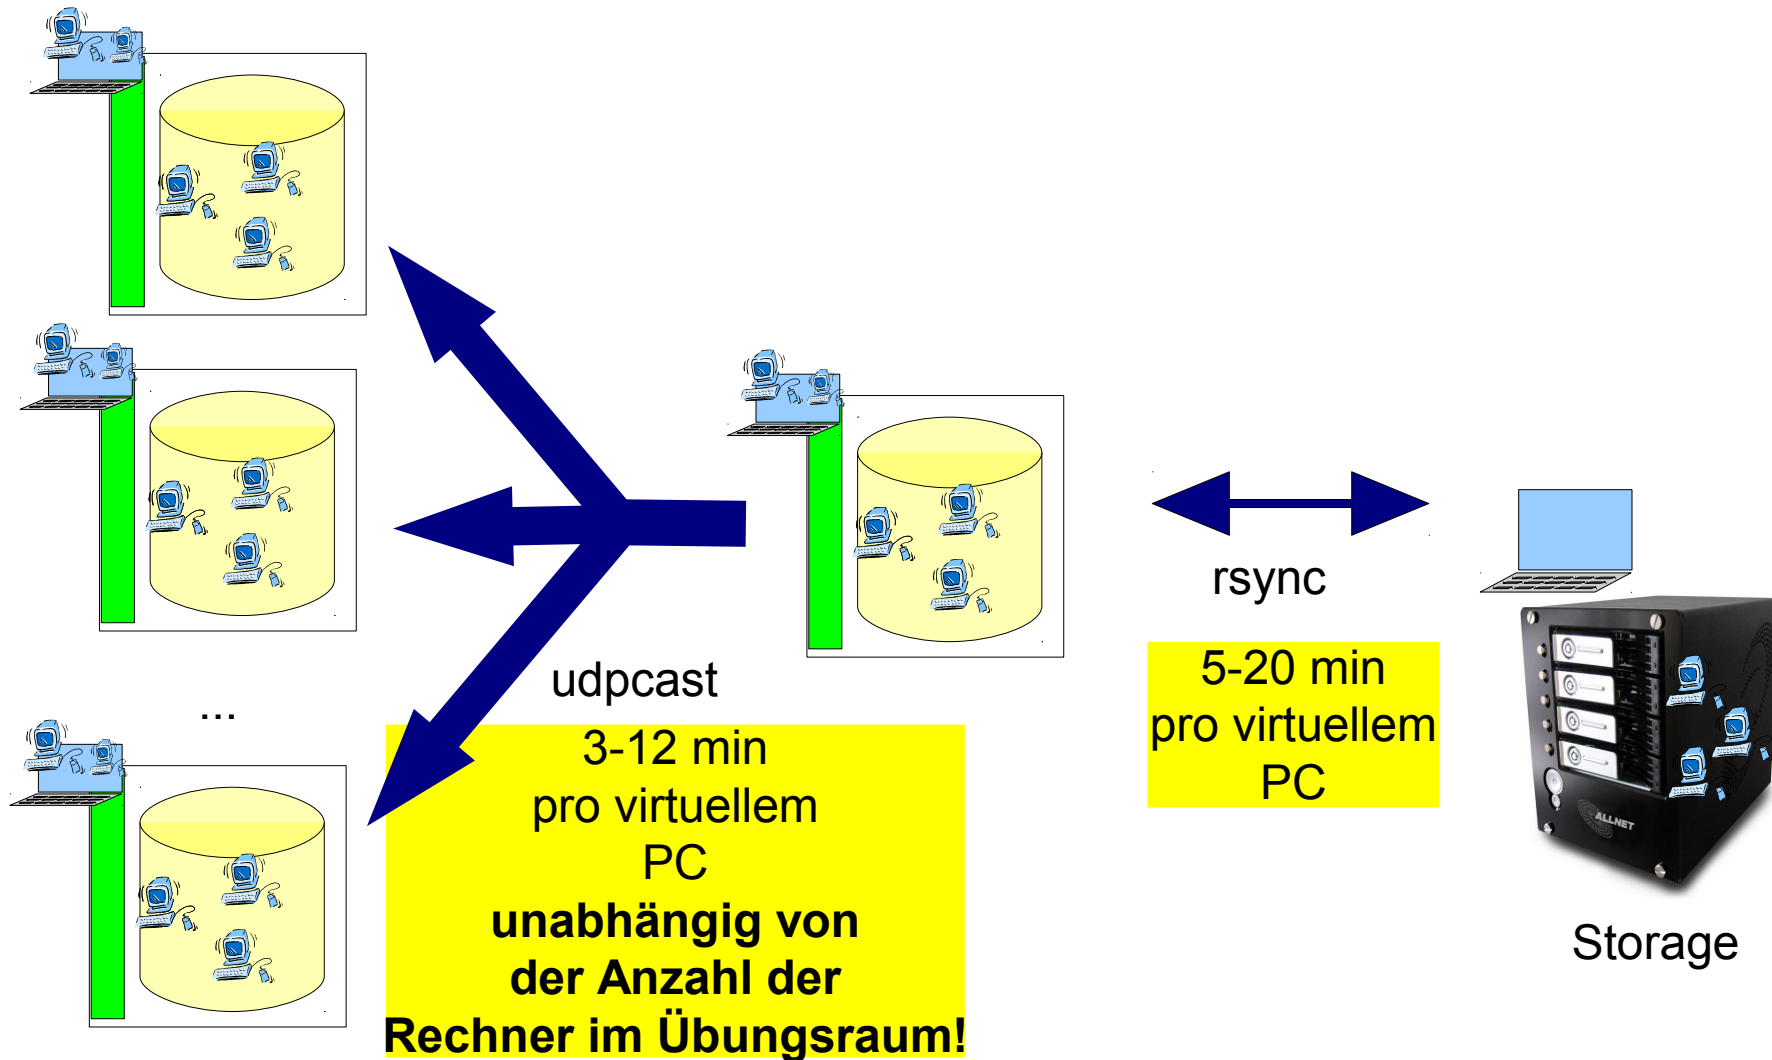 ...
udpcast
3-12 min
pro virtuellem
PC
unabhängig von
der Anzahl der
Rechner im Übungsraum!
rsync
5-20 min
pro virtuellem
PC
ALLNET
Storage